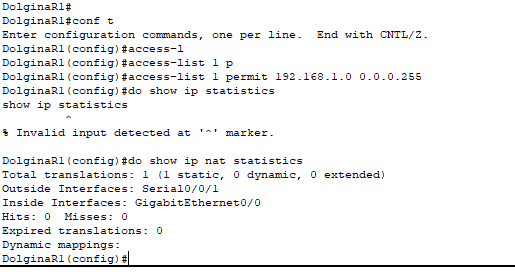 DolginaR1#
DolginaR1#conf t
Enter configuration commands, one per line.  End with CNTL/Z.
DolginaR1(config)#access-l
DolginaR1(config)#access-list 1 p
DolginaR1(config)#access-list 1 permit 192.168.1.0 0.0.0.255
DolginaR1(config)#do show ip statistics
show ip statistics
^
% Invalid input detected at '^' marker.
DolginaR1(config)#do show ip nat statistics
Total translations: 1 (1 static, 0 dynamic, 0 extended)
Outside Interfaces: Serial0/0/1
Inside Interfaces: GigabitEthernet0/0
Hits: 0  Misses: 0
Expired translations: 0
Dynamic mappings:
DolginaR1(config)#